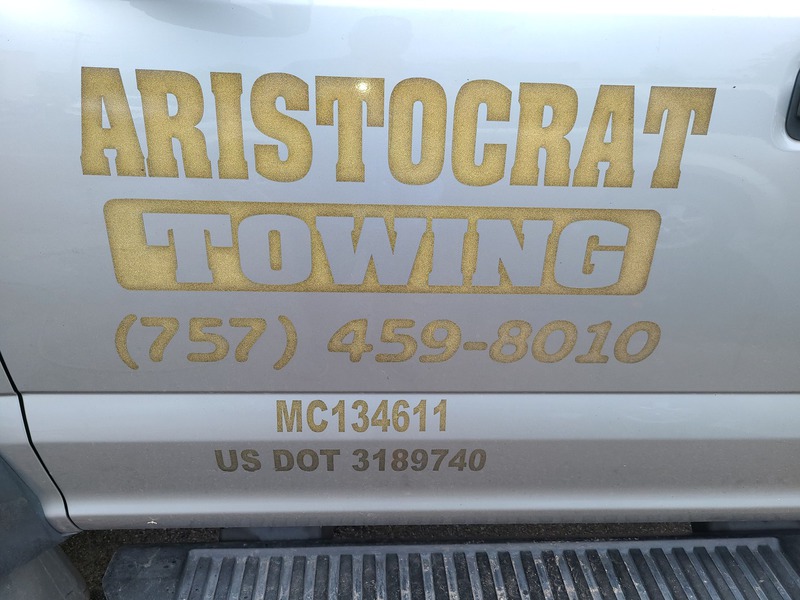 ARISTOCRAT
TOWING
(757) 459-8010
MC134611
US DOT 3189740